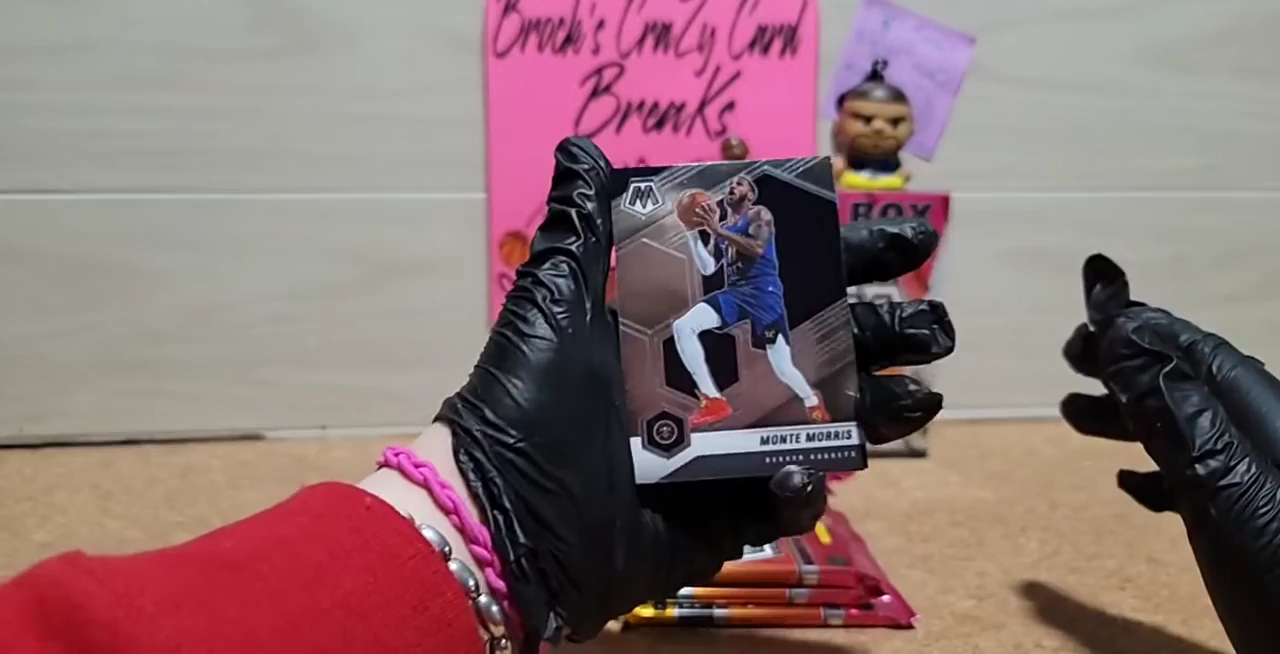 Brock's CraZy Card
BreaKs
BOX
M
MONTE MORRIS
DENVER NUGGETS